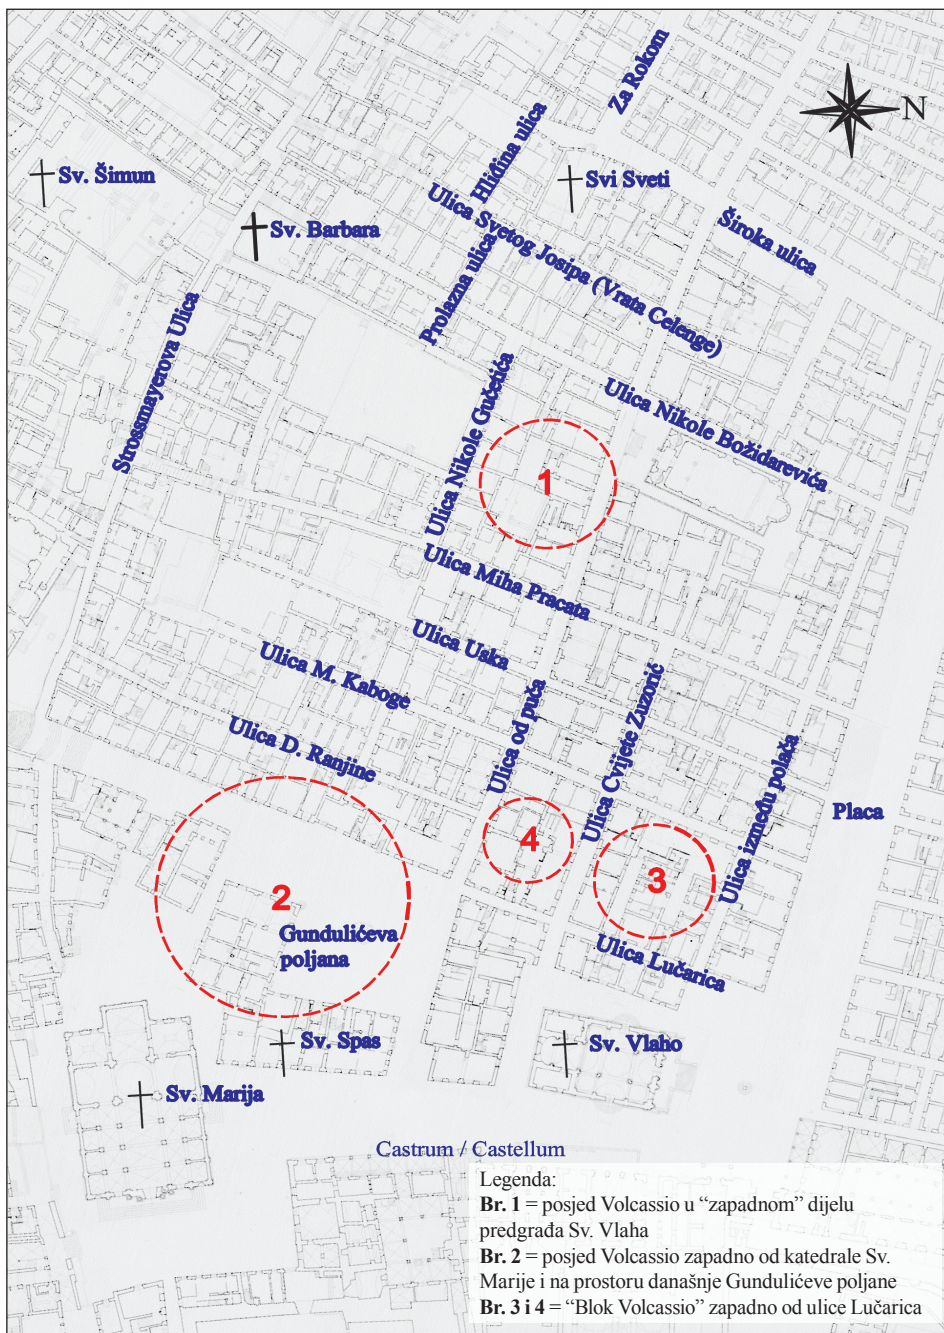 Za Rokom
N
Hliđina ulica
Sv. Šimun
Svi Sveti
Ulica Svetog Josipa (Vrata Celenge)
Sv. Barbara
Široka ulica
Prolazna ulica
Strossmayerova Ulica
Ulica Nikole Gučetića
Ulica Nikole Božidarevića
1
Ulica Miha Pracata
Ulica Uska
Ulica M. Kaboge
Ulica od puča
Ulica Cvijete Zuzorić
Ulica D. Ranjine
Ulica između polača
Placa
4
3
2
Gundulićeva
poljana
Ulica Lučarica
Sv. Spas
Sv. Vlaho
Sv. Marija
Castrum / Castellum
Legenda:
Br. 1 = posjed Volcassio u “zapadnom” dijelu
predgrađa Sv. Vlaha
Br. 2 = posjed Volcassio zapadno od katedrale Sv.
Marije i na prostoru današnje Gundulićeve poljane
Br. 3 i 4 = “Blok Volcassio” zapadno od ulice Lučarica